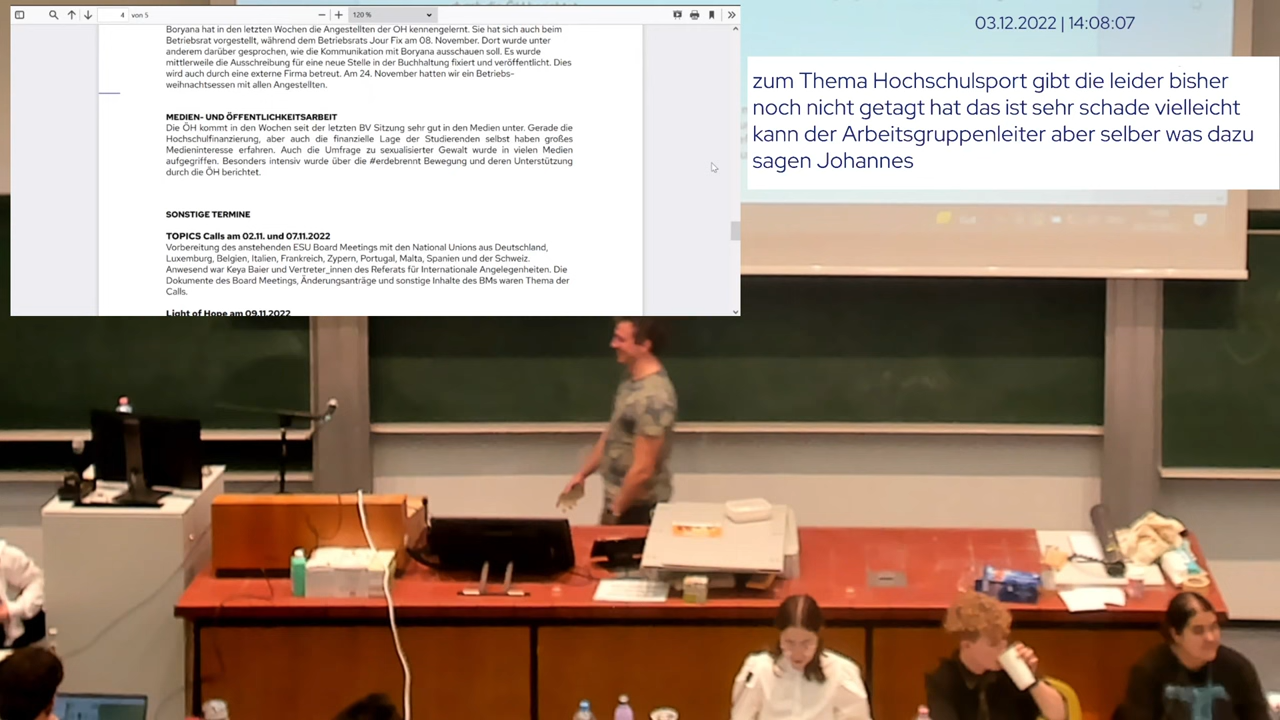 4 von 5
120 %
03.12.2022 | 14:08:07
Boryana hat in den letzten Wochen die Angestellten der ÖH kennengelernt. Sie hat sich auch beim
Betriebsrat vorgestellt, während dem Betriebsrats Jour Fix am 08. November. Dort wurde unter
anderem darüber gesprochen, wie die Kommunikation mit Boryana ausschauen soll. Es wurde
mittlerweile die Ausschreibung für eine neue Stelle in der Buchhaltung fixiert und veröffentlicht. Dies
wird auch durch eine externe Firma betreut. Am 24. November hatten wir ein Betriebs-
weihnachtsessen mit allen Angestellten.
MEDIEN- UND ÖFFENTLICHKEITSARBEIT
Die ÖH kommt in den Wochen seit der letzten BV Sitzung sehr gut in den Medien unter. Gerade die
Hochschulfinanzierung, aber auch die finanzielle Lage der Studierenden selbst haben großes
Medieninteresse erfahren. Auch die Umfrage zu sexualisierter Gewalt wurde in vielen Medien
aufgegriffen. Besonders intensiv wurde über die #erdebrennt Bewegung und deren Unterstützung
durch die ÖH berichtet.
SONSTIGE TERMINE
TOPICS Calls am 02.11. und 07.11.2022
Vorbereitung des anstehenden ESU Board Meetings mit den National Unions aus Deutschland,
Luxemburg, Belgien, Italien, Frankreich, Zypern, Portugal, Malta, Spanien und der Schweiz.
Anwesend war Keya Baier und Vertreter_innen des Referats für Internationale Angelegenheiten. Die
Dokumente des Board Meetings, Änderungsanträge und sonstige Inhalte des BMs waren Thema der
Calls.
Light of Hope am 09.11.2022
zum Thema Hochschulsport gibt die leider bisher
noch nicht getagt hat das ist sehr schade vielleicht
kann der Arbeitsgruppenleiter aber selber was dazu
sagen Johannes